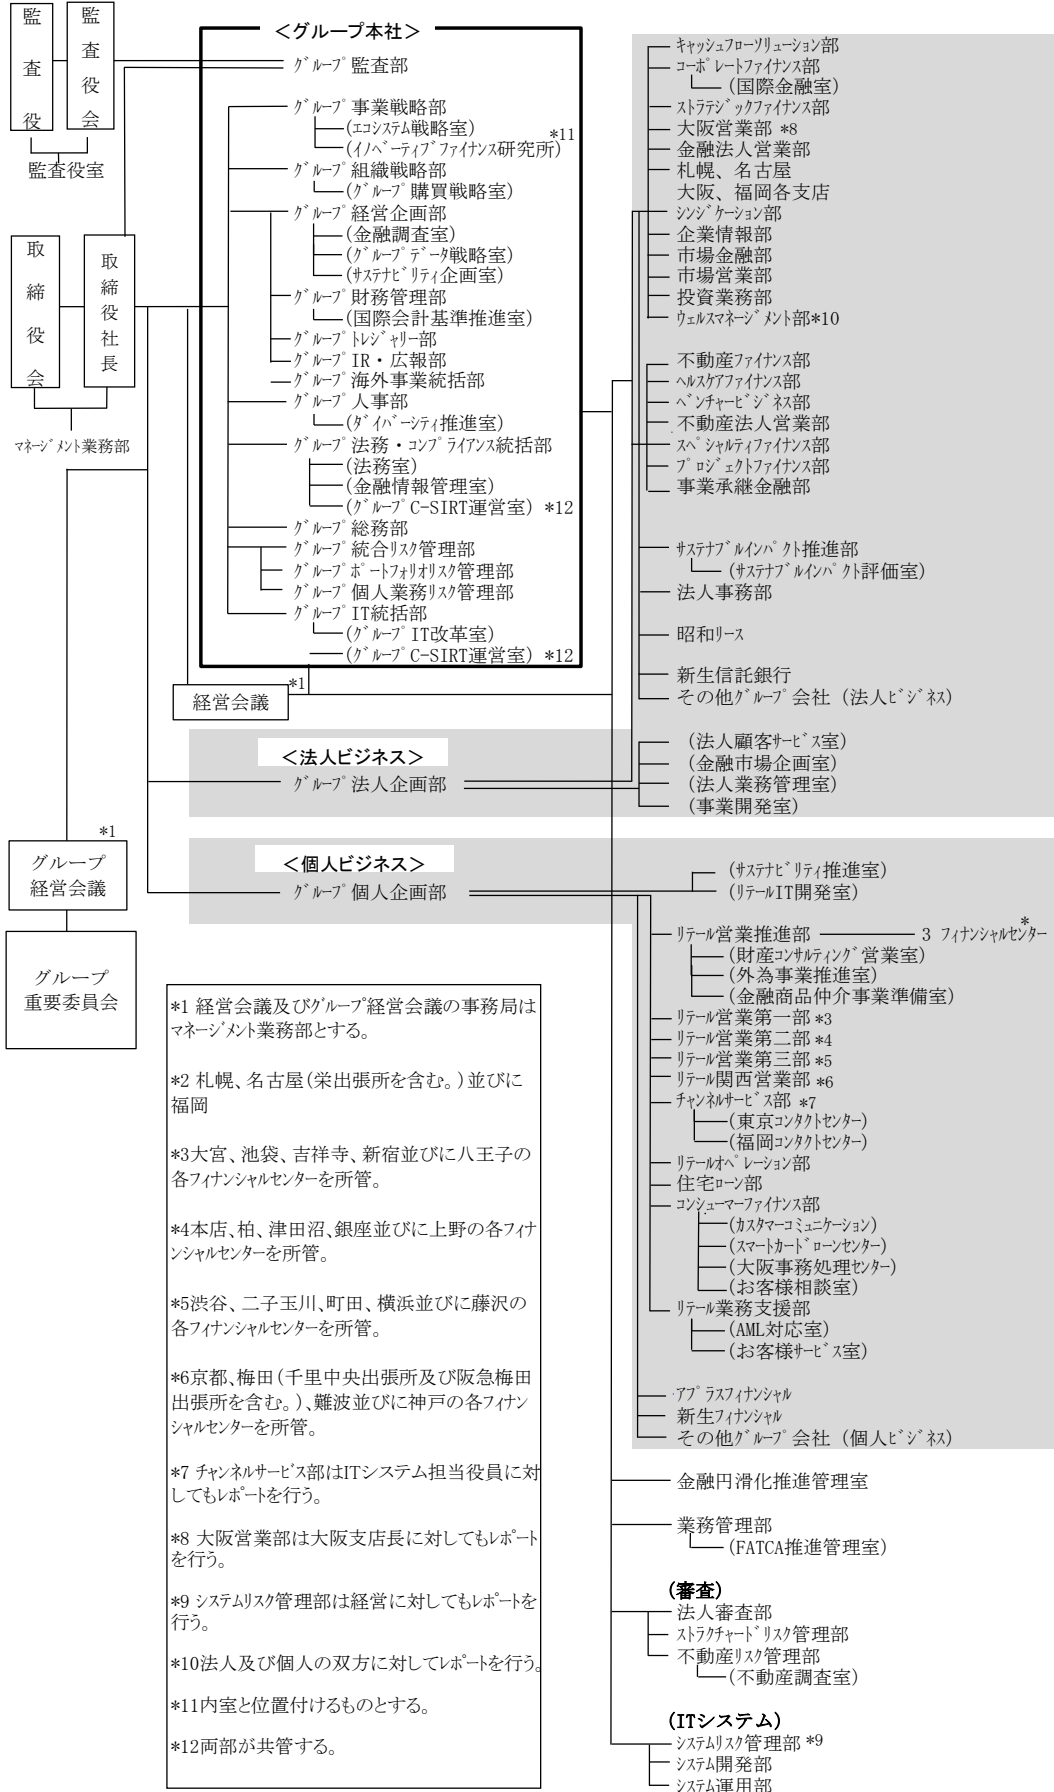 監査役
監査役会
監査役室
取締役会
取締役社長
マネージメント業務部
＜グループ本社＞
グループ監査部
グループ事業戦略部
(エコシステム戦略室)
*11
(イノベーティブファイナンス研究所)
グループ組織戦略部
(グループ購買戦略室)
グループ経営企画部
(金融調査室)
(グループデータ戦略室)
(サステナビリティ企画室)
グループ財務管理部
(国際会計基準推進室)
グループトレジャリー部
グループIR・広報部
グループ海外事業統括部
グループ人事部
(ダイバーシティ推進室)
グループ法務・コンプライアンス統括部
(法務室)
(金融情報管理室)
(グループC-SIRT運営室) *12
グループ総務部
グループ統合リスク管理部
グループポートフォリオリスク管理部
グループ個人業務リスク管理部
グループIT統括部
(グループIT改革室)
(グループC-SIRT運営室) *12
*1
経営会議
＜法人ビジネス＞
グループ法人企画部
*1
グループ
経営会議
グループ
重要委員会
＜個人ビジネス＞
グループ個人企画部
キャッシュフローソリューション部
コーポレートファイナンス部
(国際金融室)
ストラテジックファイナンス部
大阪営業部 *8
金融法人営業部
札幌、名古屋
大阪、福岡各支店
シンジケーション部
企業情報部
市場金融部
市場営業部
投資業務部
ウェルスマネージメント部*10
不動産ファイナンス部
ヘルスケアファイナンス部
ベンチャービジネス部
不動産法人営業部
スペシャルティファイナンス部
プロジェクトファイナンス部
事業承継金融部
サステナブルインパクト推進部
(サステナブルインパクト評価室)
法人事務部
昭和リース
新生信託銀行
その他グループ会社（法人ビジネス)
(法人顧客サービス室)
(金融市場企画室)
(法人業務管理室)
(事業開発室)
(サステナビリティ推進室)
(リテールIT開発室)
*
リテール営業推進部
3 フィナンシャルセンター
(財産コンサルティング営業室)
(外為事業推進室)
(金融商品仲介事業準備室)
リテール営業第一部 *3
リテール営業第二部 *4
リテール営業第三部 *5
リテール関西営業部 *6
チャンネルサービス部 *7
(東京コンタクトセンター)
(福岡コンタクトセンター)
リテールオペレーション部
住宅ローン部
コンシューマーファイナンス部
(カスタマーコミュニケーション)
(スマートカードローンセンター)
(大阪事務処理センター)
(お客様相談室)
リテール業務支援部
(AML対応室)
(お客様サービス室)
アプラスフィナンシャル
新生フィナンシャル
その他グループ会社（個人ビジネス)
金融円滑化推進管理室
業務管理部
(FATCA推進管理室)
(審査)
法人審査部
ストラクチャードリスク管理部
不動産リスク管理部
(不動産調査室)
(ITシステム)
システムリスク管理部 *9
システム開発部
システム運用部
*1 経営会議及びグループ経営会議の事務局は
マネージメント業務部とする。
*2 札幌、名古屋(栄出張所を含む。)並びに
福岡
*3大宮、池袋、吉祥寺、新宿並びに八王子の
各フィナンシャルセンターを所管。
*4本店、柏、津田沼、銀座並びに上野の各フィナ
ンシャルセンターを所管。
*5渋谷、二子玉川、町田、横浜並びに藤沢の
各フィナンシャルセンターを所管。
*6京都、梅田(千里中央出張所及び阪急梅田
出張所を含む。)、難波並びに神戸の各フィナン
シャルセンターを所管。
*7 チャンネルサービス部はITシステム担当役員に対
してもレポートを行う。
*8 大阪営業部は大阪支店長に対してもレポート
を行う。
*9 システムリスク管理部は経営に対してもレポートを
行う。
*10法人及び個人の双方に対してレポートを行う。
*11内室と位置付けるものとする。
*12両部が共管する。